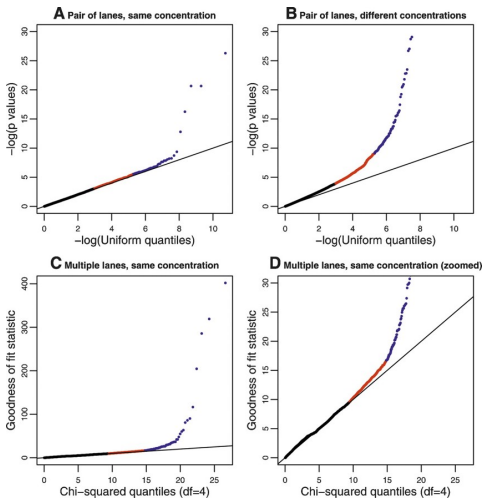 A Pair of lanes, same concentration
−log(p values)
0 5 10 15 20 25 30
0 2 4 6 8 10
−log(Uniform quantiles)
B Pair of lanes, different concentrations
−log(p values)
0 5 10 15 20 25 30
0 2 4 6 8 10
−log(Uniform quantiles)
C Multiple lanes, same concentration
Goodness of fit statistic
0 100 200 300 400
0 5 10 15 20 25
Chi−squared quantiles (df=4)
D Multiple lanes, same concentration (zoomed)
Goodness of fit statistic
0 5 10 15 20 25 30
0 5 10 15 20 25
Chi−squared quantiles (df=4)